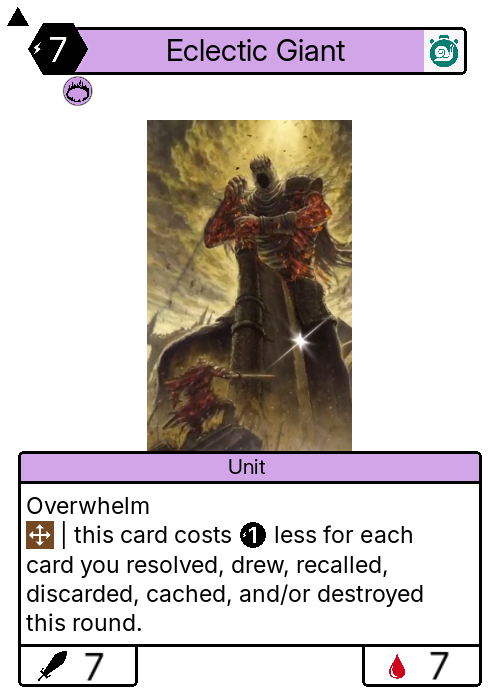 7
Eclectic Giant
Unit
Overwhelm
| this card costs 1 less for each
card you resolved, drew, recalled,
discarded, cached, and/or destroyed
this round.
7
7